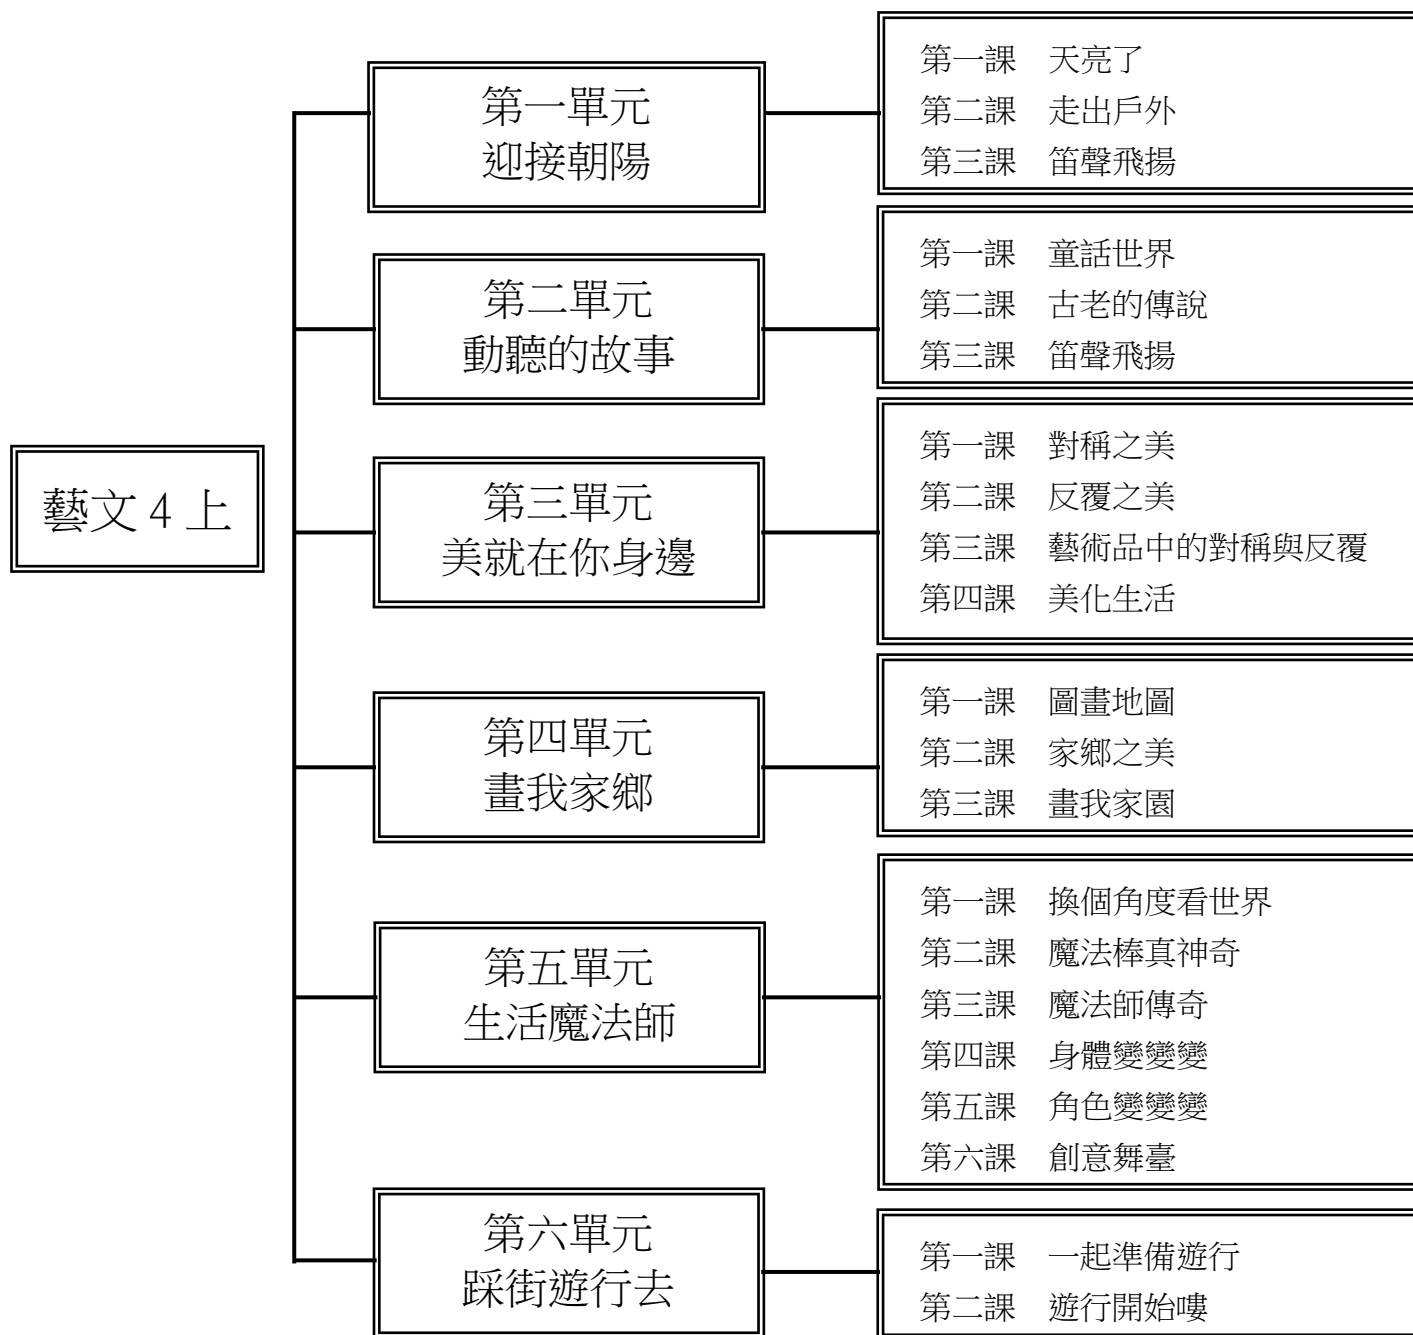 藝文4上
第一單元
迎接朝陽
第一課　天亮了
第二課　走出戶外
第三課　笛聲飛揚
第二單元
動聽的故事
第一課　童話世界
第二課　古老的傳說
第三課　笛聲飛揚
第三單元
美就在你身邊
第一課　對稱之美
第二課　反覆之美
第三課　藝術品中的對稱與反覆
第四課　美化生活
第四單元
畫我家鄉
第一課　圖畫地圖
第二課　家鄉之美
第三課　畫我家園
第五單元
生活魔法師
第一課　換個角度看世界
第二課　魔法棒真神奇
第三課　魔法師傳奇
第四課　身體變變變
第五課　角色變變變
第六課　創意舞臺
第六單元
踩街遊行去
第一課　一起準備遊行
第二課　遊行開始嘍